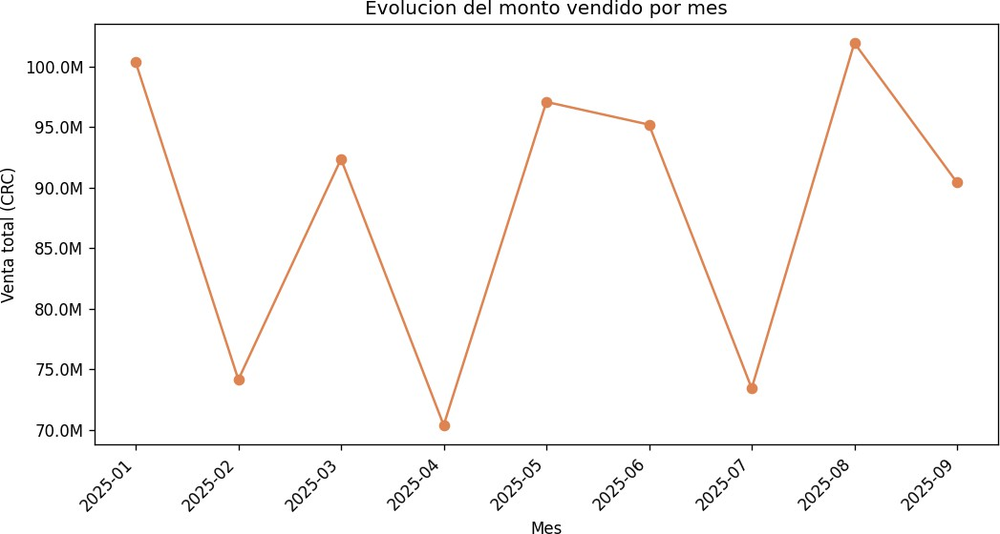 Evolucion del monto vendido por mes
Venta total (CRC)
100.0M
95.0M
90.0M
85.0M
80.0M
75.0M
70.0M
2025-01
2025-02
2025-03
2025-04
2025-05
2025-06
2025-07
2025-08
2025-09
Mes